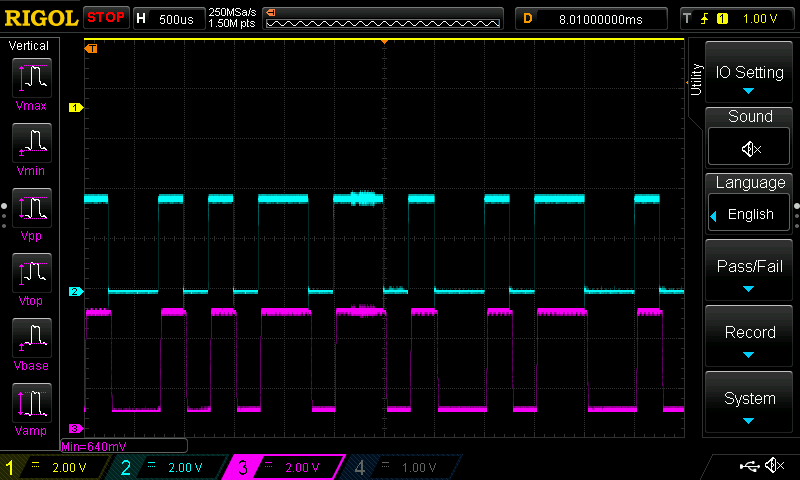 RIGOL STOP H 500us 250MSa/s D 8.01000000ms T 1 1.00 V
1.50M pts
Vertical
T
Vmax
1
Vmin
Vpp
Vtop
2
Vbase
Vamp
3
Min=640mV
Utility
IO Setting
Sound
Language
English
Pass/Fail
Record
System
1 2.00 V 2 2.00 V 3 2.00 V 4 1.00 V